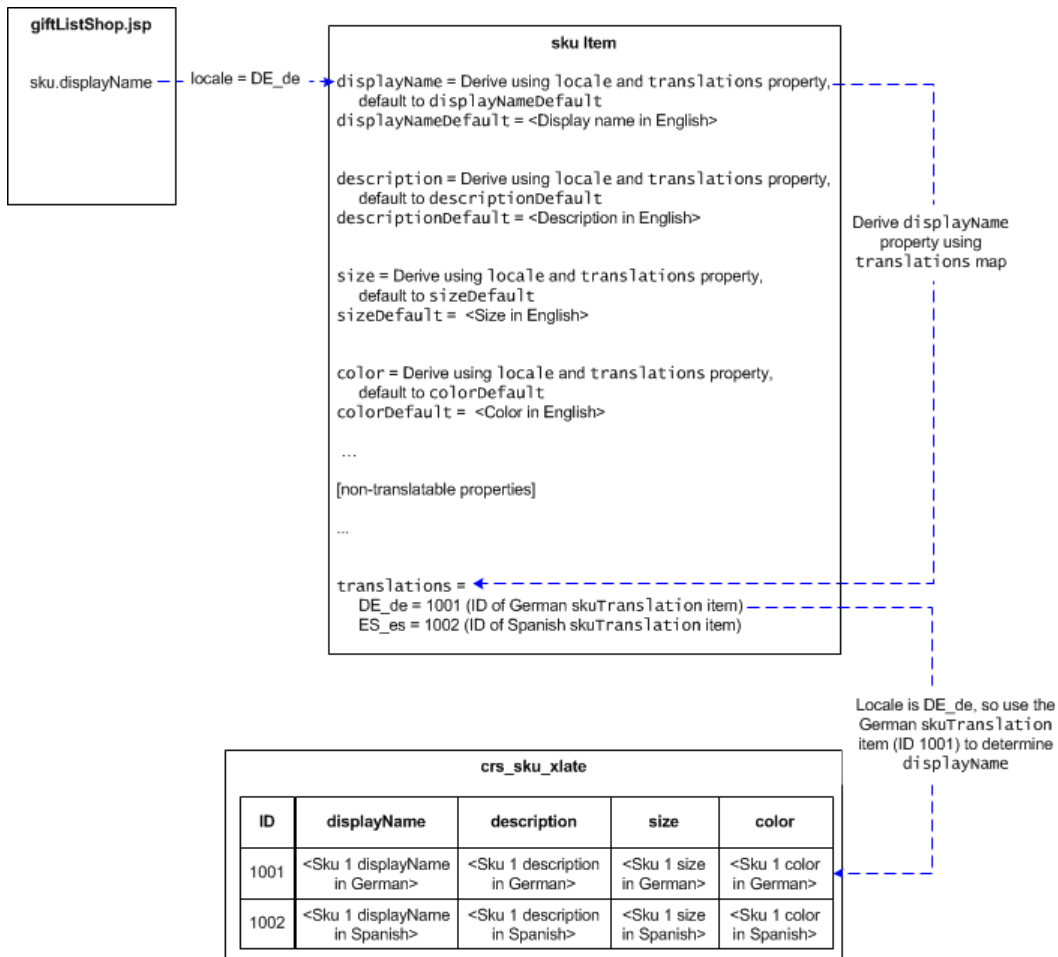 giftListShop.jsp
sku.displayName
locale = DE_de
sku Item
displayName = Derive using locale and translations property,
default to displayNameDefault
displayNameDefault = <Display name in English>
description = Derive using locale and translations property,
default to descriptionDefault
descriptionDefault = <Description in English>
size = Derive using locale and translations property,
default to sizeDefault
sizeDefault = <Size in English>
color = Derive using locale and translations property,
default to colorDefault
colorDefault = <Color in English>
...
[non-translatable properties]
...
translations =
DE_de = 1001 (ID of German skuTranslation item)
ES_es = 1002 (ID of Spanish skuTranslation item)
Derive displayName
property using
translations map
Locale is DE_de, so use the
German skuTranslation
item (ID 1001) to determine
displayName
crs_sku_xlate
ID displayName description size color
1001 <Sku 1 displayName in German> <Sku 1 description in German> <Sku 1 size in German> <Sku 1 color in German>
1002 <Sku 1 displayName in Spanish> <Sku 1 description in Spanish> <Sku 1 size in Spanish> <Sku 1 color in Spanish>